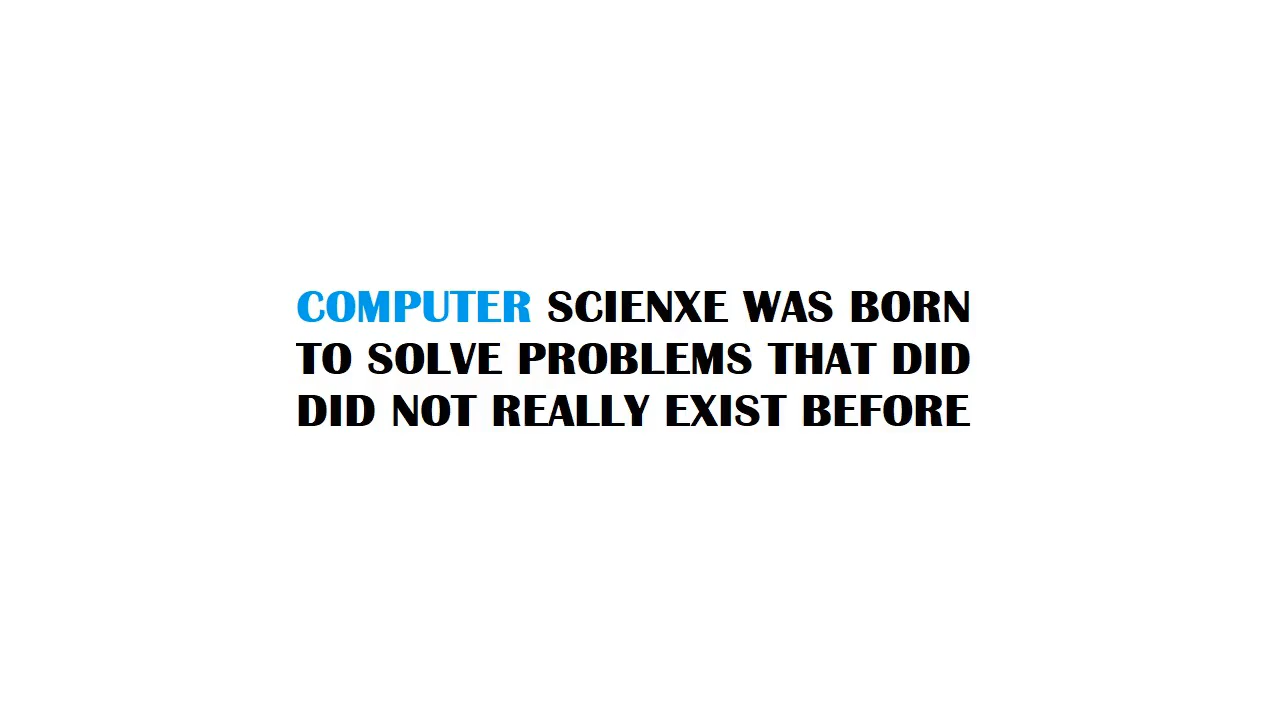 COMPUTER SCIENXE WAS BORN
TO SOLVE PROBLEMS THAT DID
DID NOT REALLY EXIST BEFORE